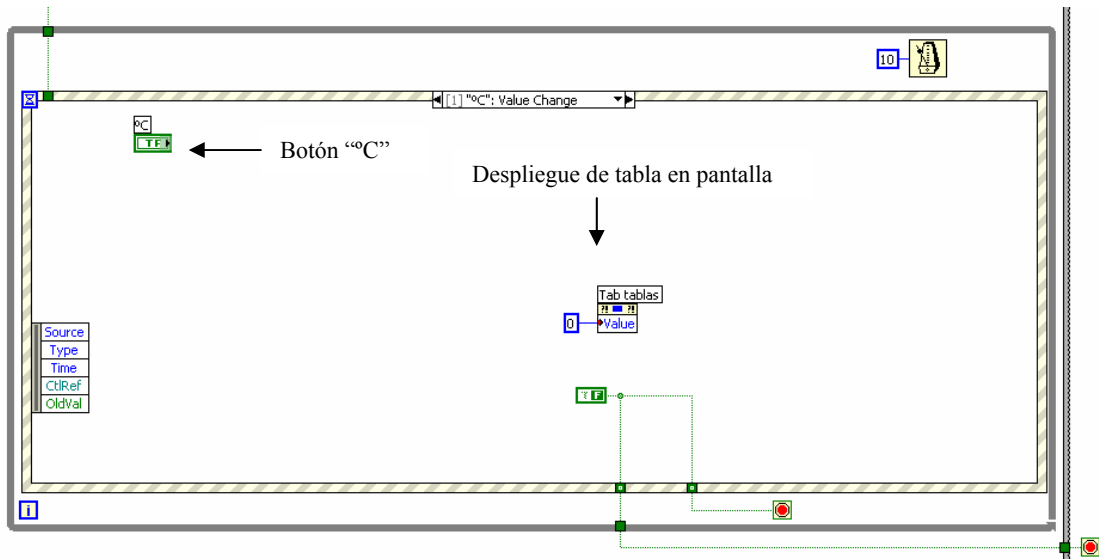 10
[1] "ºC": Value Change
ºC
TF
Botón “ºC”
Despliegue de tabla en pantalla
Tab tablas
?! ?!
0
Value
Source
Type
Time
CtlRef
OldVal
T F
i